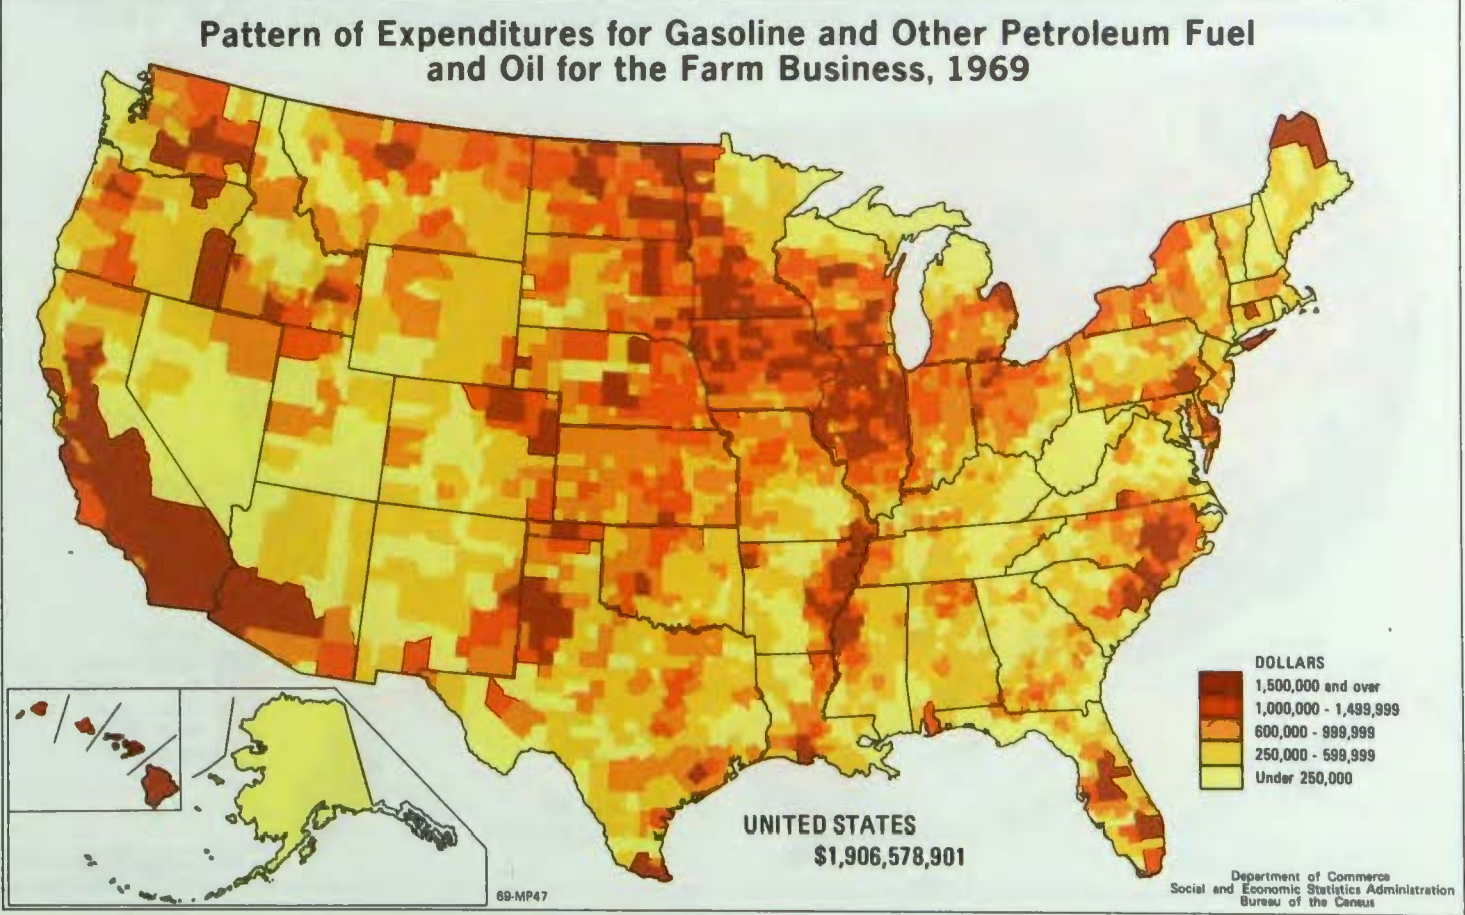 Pattern of Expenditures for Gasoline and Other Petroleum Fuel
and Oil for the Farm Business, 1969
DOLLARS
1,500,000 and over
1,000,000 - 1,499,999
600,000 - 999,999
250,000 - 599,999
Under 250,000
UNITED STATES
$1,906,578,901
69-MP47
Department of Commerce
Social and Economic Statistics Administration
Bureau of the Census